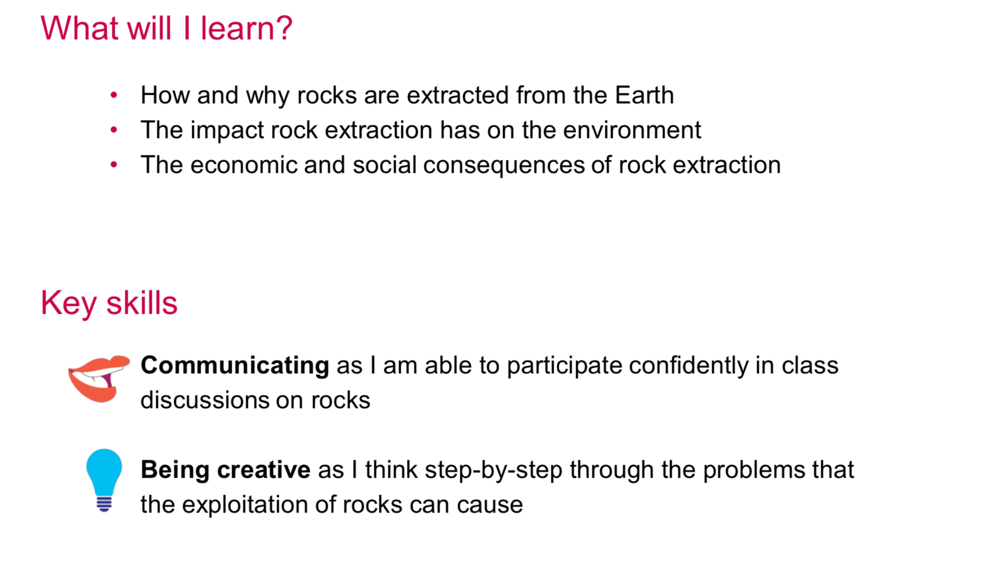 What will I learn?
• How and why rocks are extracted from the Earth
• The impact rock extraction has on the environment
• The economic and social consequences of rock extraction
Key skills
Communicating as I am able to participate confidently in class
discussions on rocks
Being creative as I think step-by-step through the problems that
the exploitation of rocks can cause